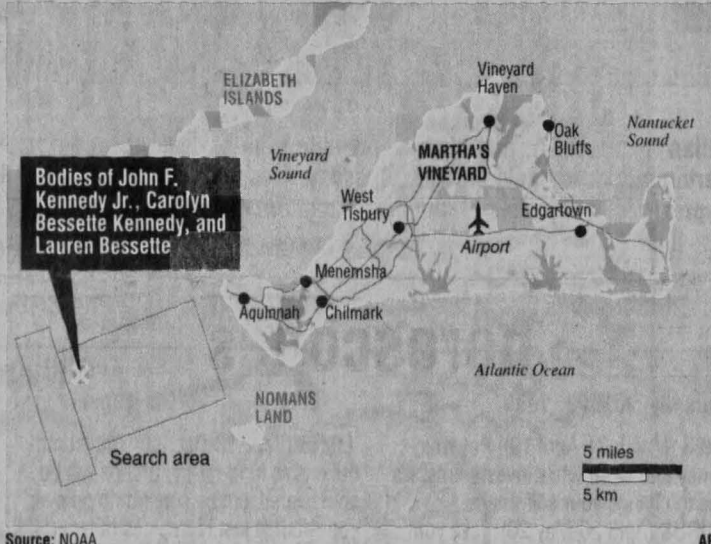 Vineyard
Haven
ELIZABETH
ISLANDS
Oak
Bluffs
Nantucket
Sound
Vineyard
Sound
MARTHA'S
VINEYARD
Bodies of John F.
Kennedy Jr., Carolyn
Bessette Kennedy, and
Lauren Bessette
West
Tisbury
Edgartown
Airport
Menemsha
Aquinnah
Chilmark
Atlantic Ocean
NOMANS
LAND
Search area
5 miles
5 km
Source: NOAA